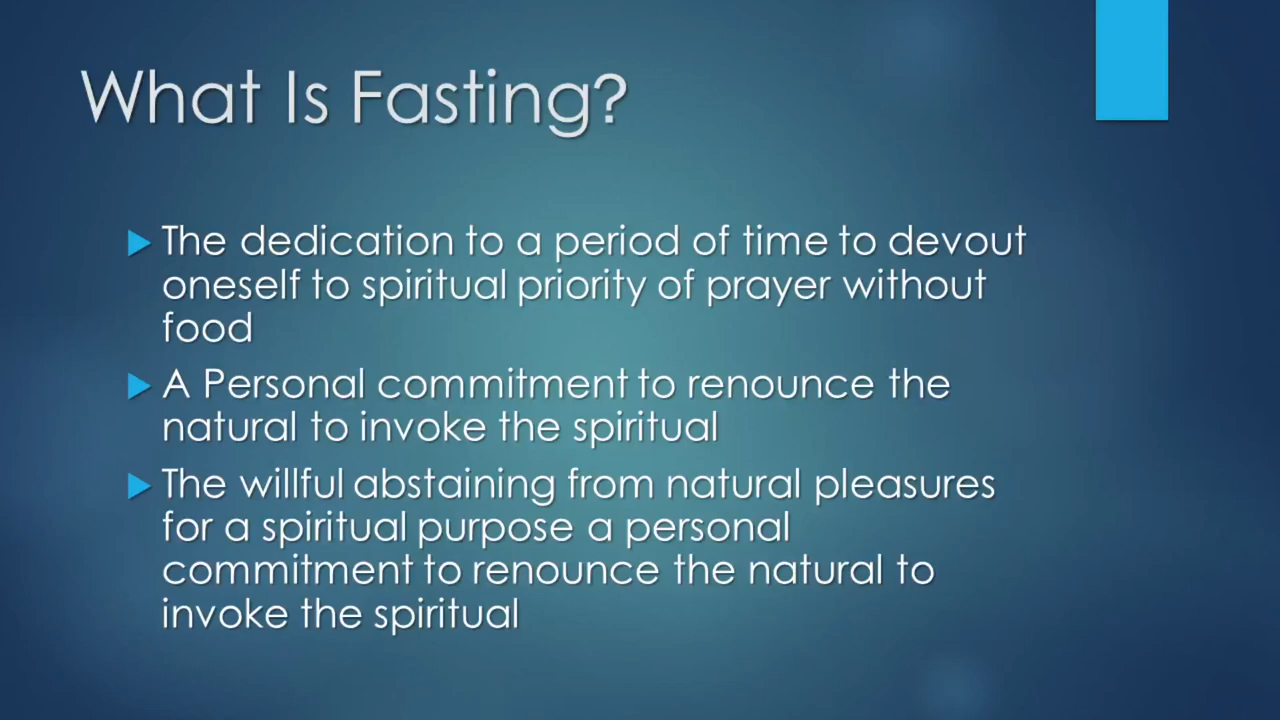 What Is Fasting?
The dedication to a period of time to devout
oneself to spiritual priority of prayer without
food
A Personal commitment to renounce the
natural to invoke the spiritual
The willful abstaining from natural pleasures
for a spiritual purpose a personal
commitment to renounce the natural to
invoke the spiritual